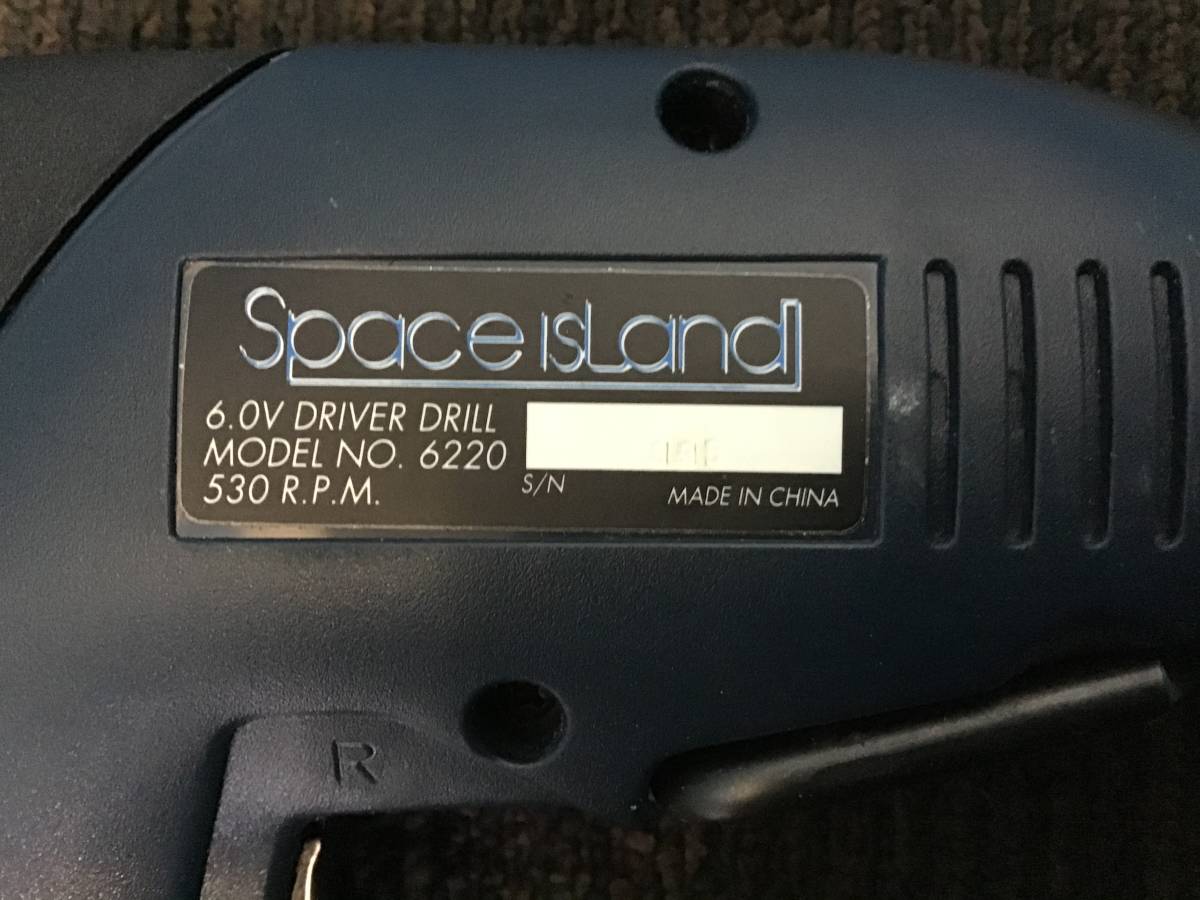 Space island
6.0V DRIVER DRILL
MODEL NO. 6220
530 R.P.M.
S/N
MADE IN CHINA
R